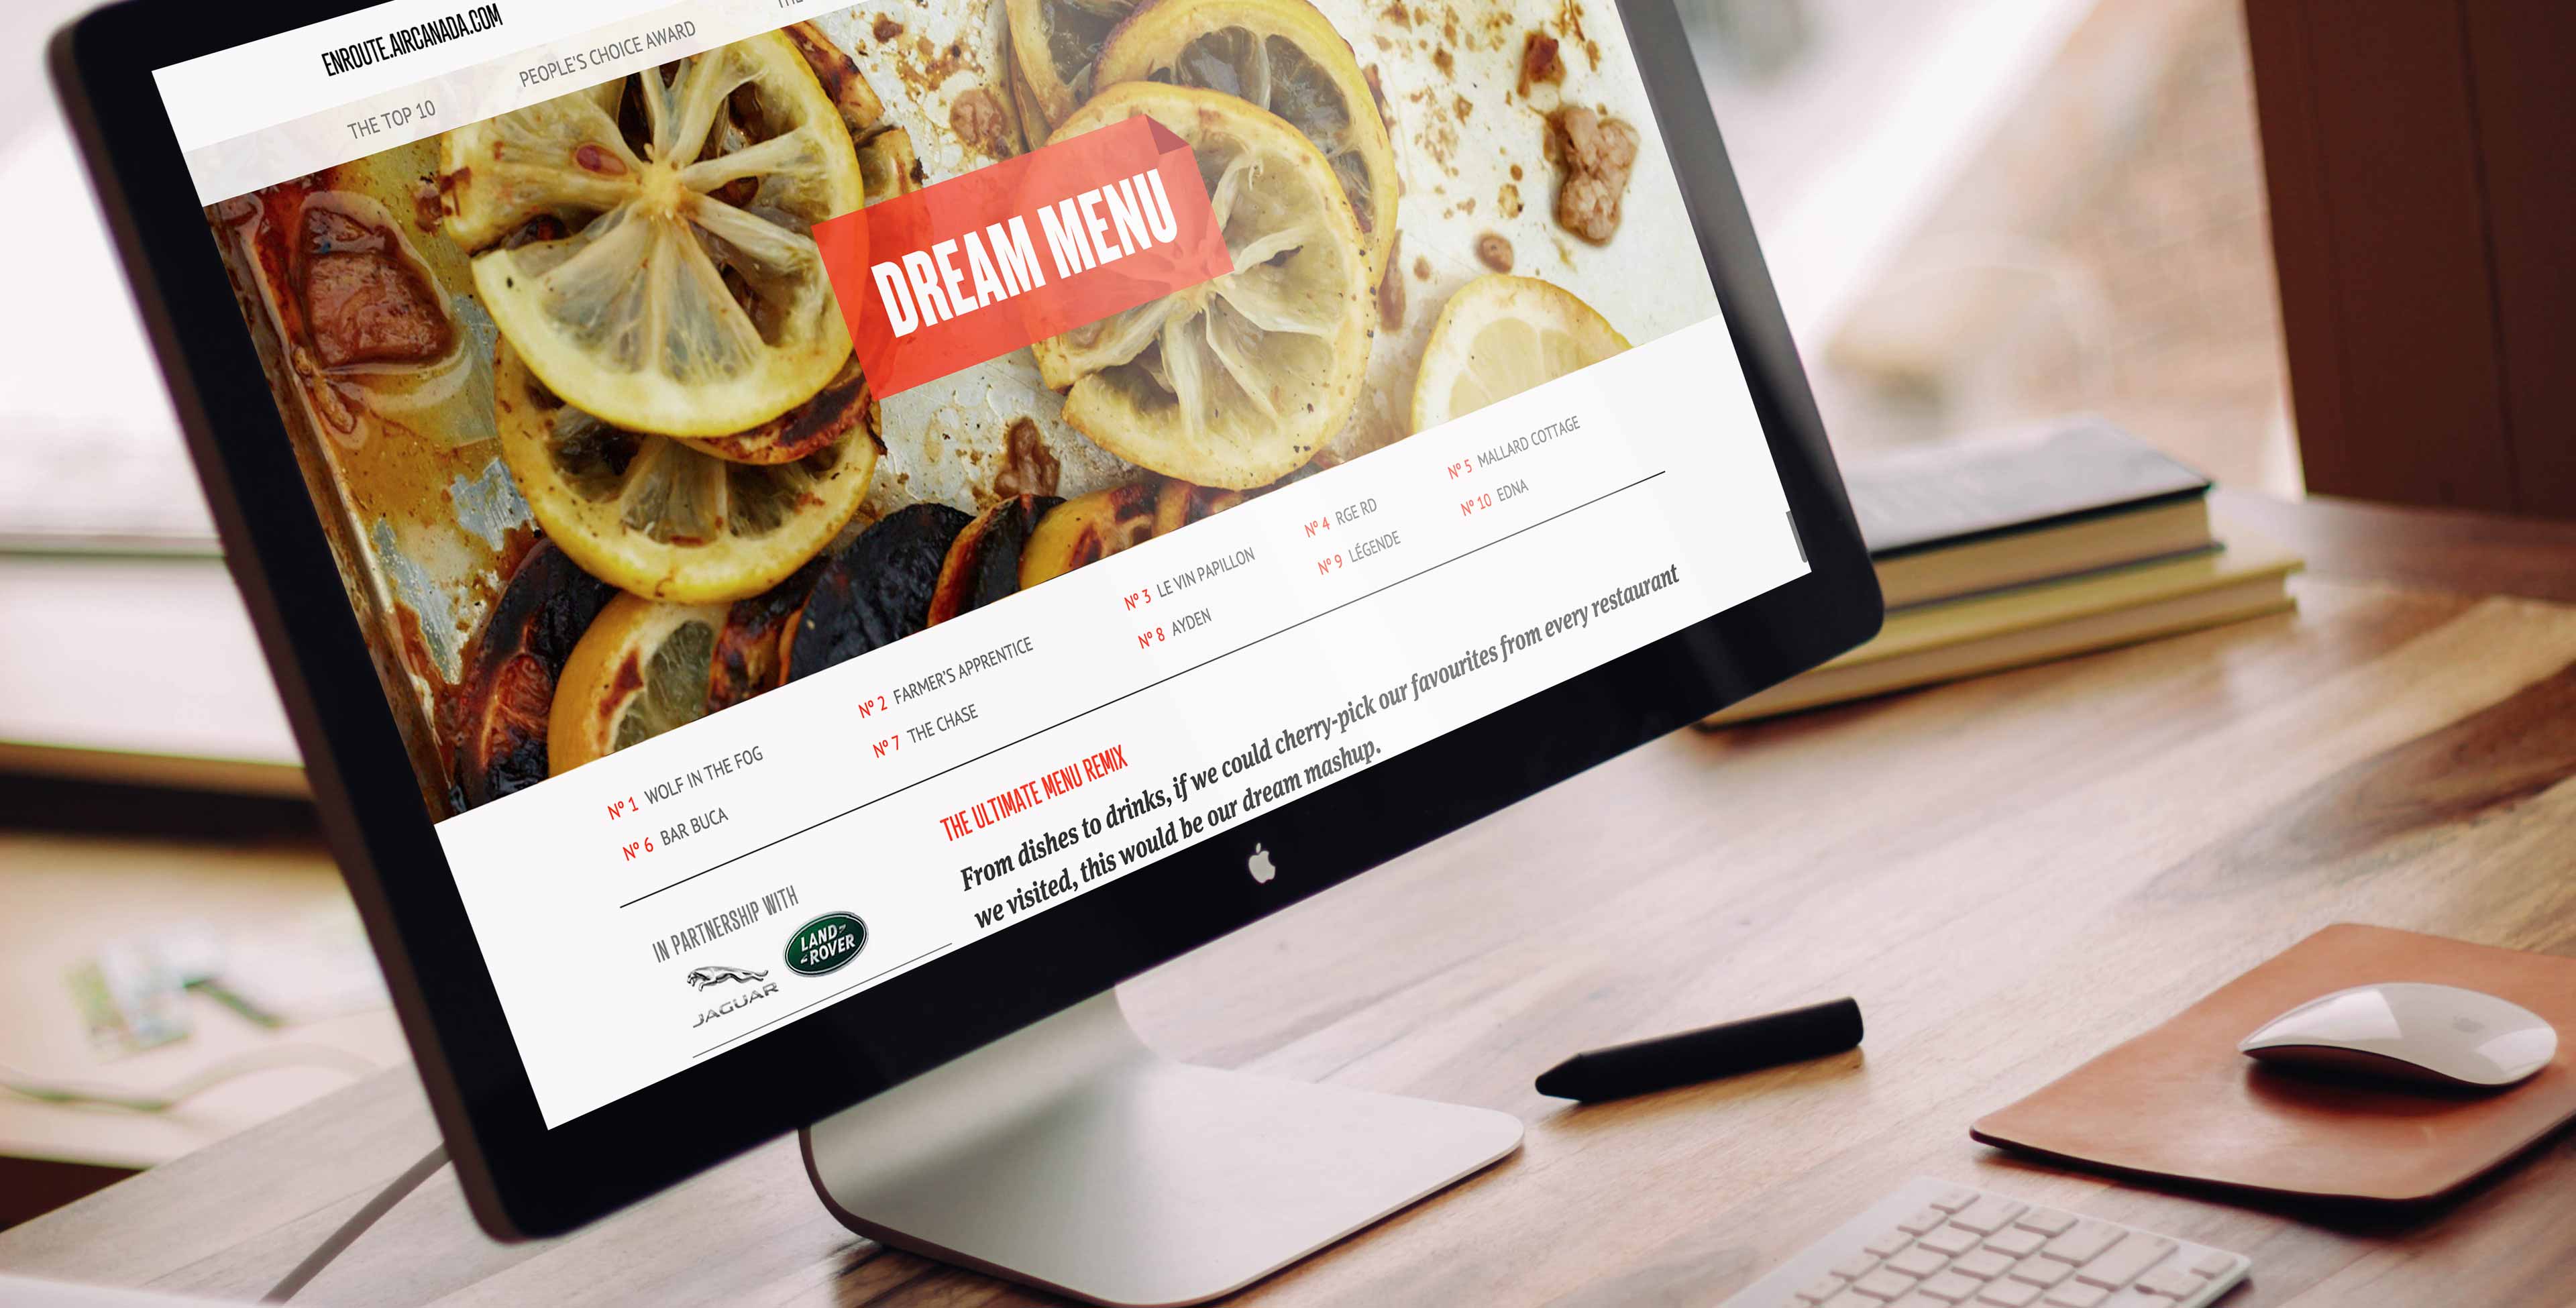 ENROUTE.AIRCANADA.COM
THE TOP 10
PEOPLE'S CHOICE AWARD
DREAM MENU
Nº 1 WOLF IN THE FOG
Nº 2 FARMER'S APPRENTICE
Nº 3 LE VIN PAPILLON
Nº 4 RGE RD
Nº 5 MALLARD COTTAGE
Nº 6 BAR BUCA
Nº 7 THE CHASE
Nº 8 AYDEN
Nº 9 LÉGENDE
Nº 10 EDNA
IN PARTNERSHIP WITH
JAGUAR
LAND
ROVER
THE ULTIMATE MENU REMIX
From dishes to drinks, if we could cherry-pick our favourites from every restaurant
we visited, this would be our dream mashup.